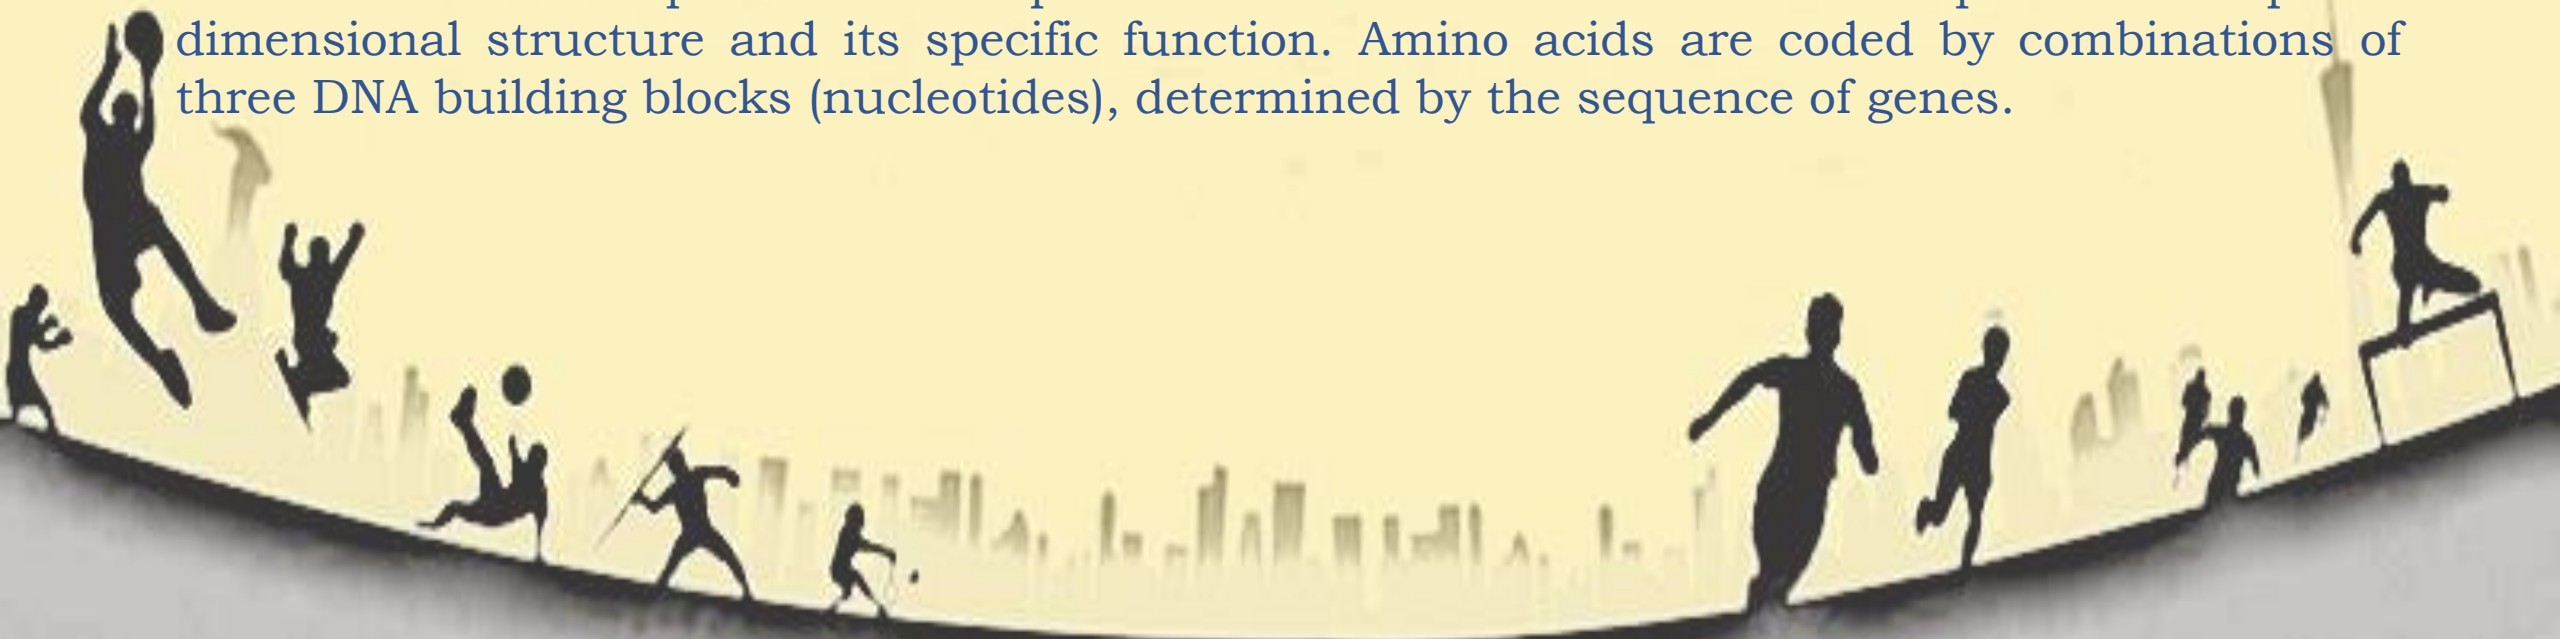 dimensional structure and its specific function. Amino acids are coded by combinations of
three DNA building blocks (nucleotides), determined by the sequence of genes.